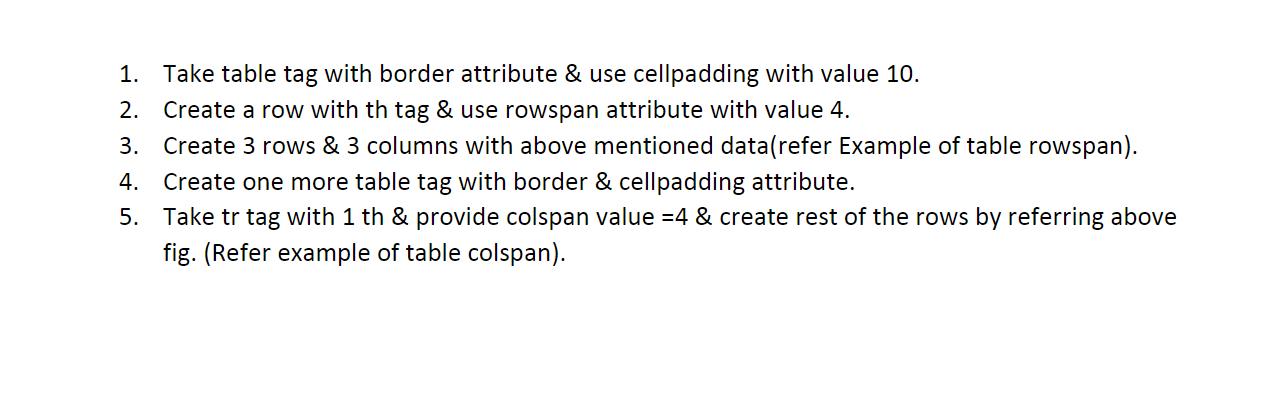 1. Take table tag with border attribute & use cellpadding with value 10.
2. Create a row with th tag & use rowspan attribute with value 4.
3. Create 3 rows & 3 columns with above mentioned data(refer Example of table rowspan).
4. Create one more table tag with border & cellpadding attribute.
5. Take tr tag with 1 th & provide colspan value =4 & create rest of the rows by referring above
fig. (Refer example of table colspan).